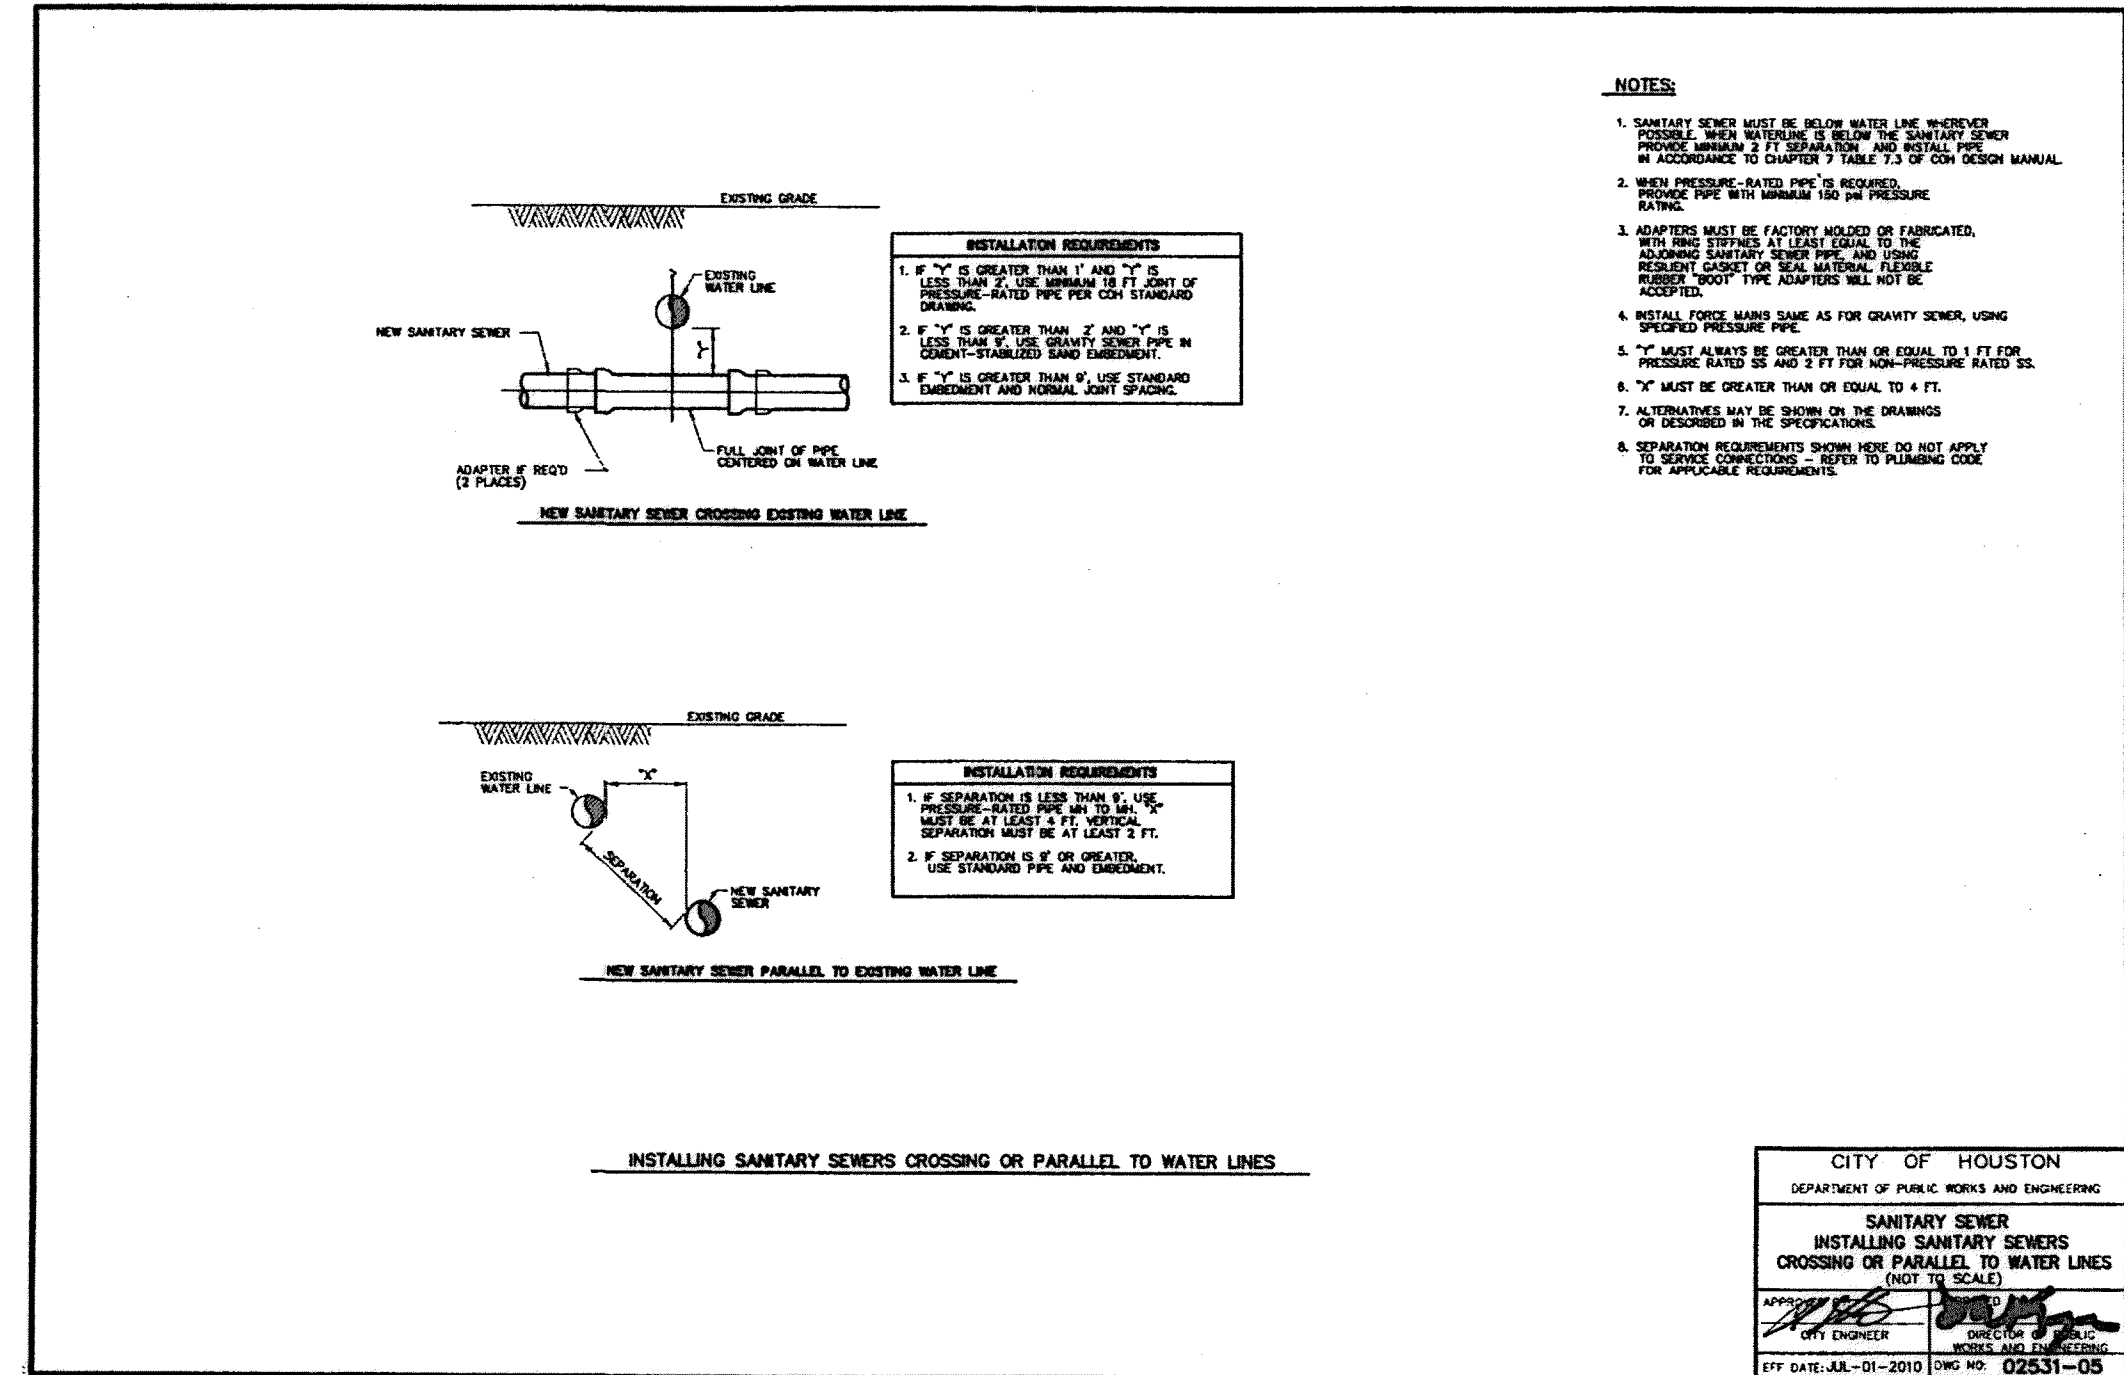 NOTES:
1. SANITARY SEWER MUST BE BELOW WATER LINE WHEREVER
POSSIBLE. WHEN WATERLINE IS BELOW THE SANITARY SEWER
PROVIDE MINIMUM 2 FT SEPARATION AND INSTALL PIPE
IN ACCORDANCE TO CHAPTER 7 TABLE 7.3 OF COH DESIGN MANUAL.
2. WHEN PRESSURE-RATED PIPE IS REQUIRED,
PROVIDE PIPE WITH MINIMUM 150 psi PRESSURE
RATING.
3. ADAPTERS MUST BE FACTORY MOLDED OR FABRICATED,
WITH RING STIFFNES AT LEAST EQUAL TO THE
ADJOINING SANITARY SEWER PIPE, AND USING
RESILIENT GASKET OR SEAL MATERIAL. FLEXIBLE
RUBBER "BOOT" TYPE ADAPTERS WILL NOT BE
ACCEPTED.
4. INSTALL FORCE MAINS SAME AS FOR GRAVITY SEWER, USING
SPECIFIED PRESSURE PIPE.
5. "Y" MUST ALWAYS BE GREATER THAN OR EQUAL TO 1 FT FOR
PRESSURE RATED SS AND 2 FT FOR NON-PRESSURE RATED SS.
6. "X" MUST BE GREATER THAN OR EQUAL TO 4 FT.
7. ALTERNATIVES MAY BE SHOWN ON THE DRAWINGS
OR DESCRIBED IN THE SPECIFICATIONS.
8. SEPARATION REQUIREMENTS SHOWN HERE DO NOT APPLY
TO SERVICE CONNECTIONS - REFER TO PLUMBING CODE
FOR APPLICABLE REQUIREMENTS.
EXISTING GRADE
EXISTING
WATER LINE
NEW SANITARY SEWER
"Y"
FULL JOINT OF PIPE
CENTERED ON WATER LINE
ADAPTER IF REQ'D
(2 PLACES)
NEW SANITARY SEWER CROSSING EXISTING WATER LINE
INSTALLATION REQUIREMENTS
1. IF "Y" IS GREATER THAN 1' AND "Y" IS
LESS THAN 2', USE MINIMUM 18 FT JOINT OF
PRESSURE-RATED PIPE PER COH STANDARD
DRAWING.
2. IF "Y" IS GREATER THAN 2' AND "Y" IS
LESS THAN 9', USE GRAVITY SEWER PIPE IN
CEMENT-STABILIZED SAND EMBEDMENT.
3. IF "Y" IS GREATER THAN 9', USE STANDARD
EMBEDMENT AND NORMAL JOINT SPACING.
EXISTING GRADE
EXISTING
WATER LINE
"X"
SEPARATION
NEW SANITARY
SEWER
NEW SANITARY SEWER PARALLEL TO EXISTING WATER LINE
INSTALLATION REQUIREMENTS
1. IF SEPARATION IS LESS THAN 9', USE
PRESSURE-RATED PIPE MH TO MH. "X"
MUST BE AT LEAST 4 FT. VERTICAL
SEPARATION MUST BE AT LEAST 2 FT.
2. IF SEPARATION IS 9' OR GREATER,
USE STANDARD PIPE AND EMBEDMENT.
INSTALLING SANITARY SEWERS CROSSING OR PARALLEL TO WATER LINES
CITY OF HOUSTON
DEPARTMENT OF PUBLIC WORKS AND ENGINEERING
SANITARY SEWER
INSTALLING SANITARY SEWERS
CROSSING OR PARALLEL TO WATER LINES
(NOT TO SCALE)
CITY ENGINEER
DIRECTOR OF PUBLIC
WORKS AND ENGINEERING
EFF DATE: JUL-01-2010
DWG NO: 02531-05